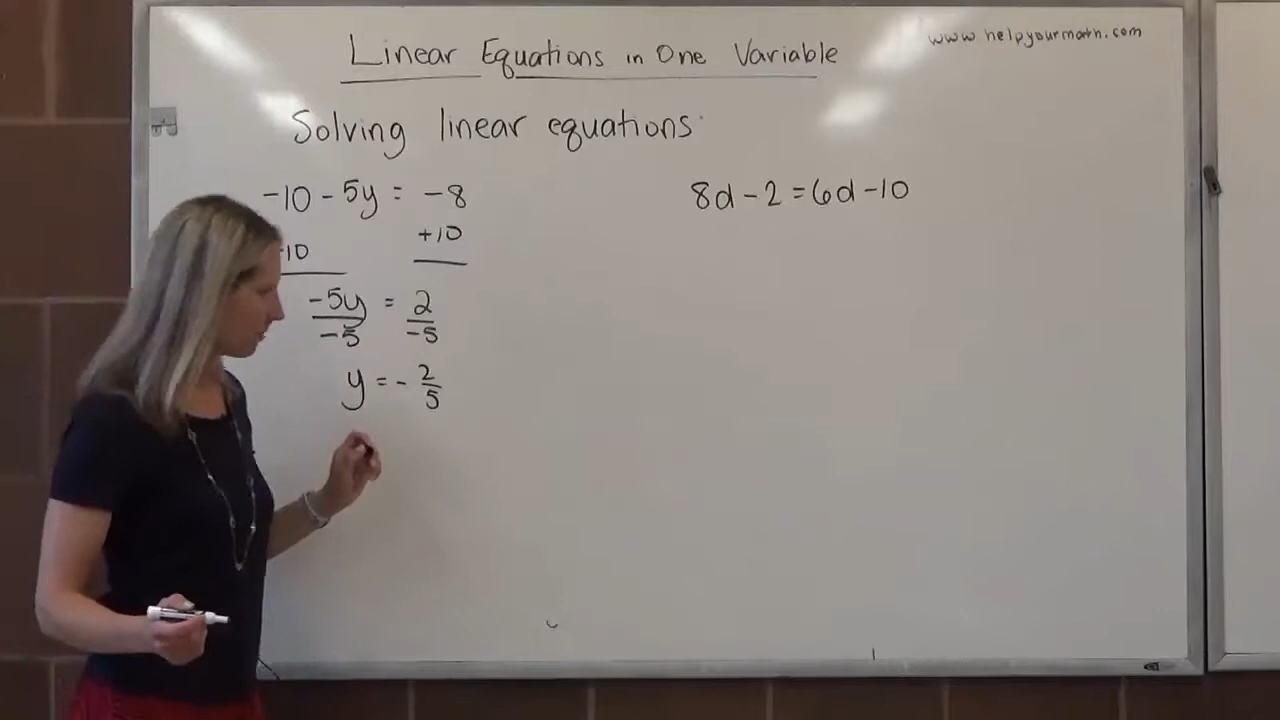 www.helpyourmath.com
Linear Equations in One Variable
Solving linear equations
-10 - 5y = -8
+10
10
-5y = 2
-5 -5
y = - 2/5
8d - 2 = 6d - 10